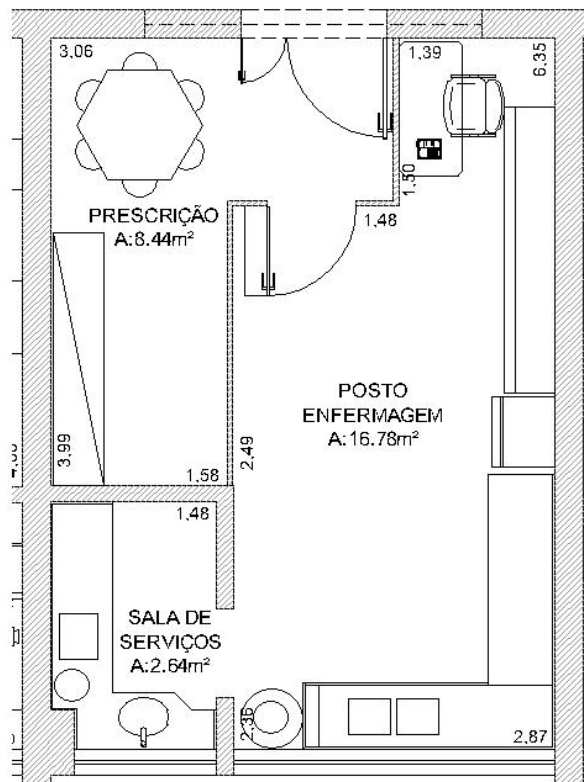 3,06
1,39
6,35
1,50
PRESCRIÇÃO
A:8.44m²
1,48
POSTO
ENFERMAGEM
A:16.78m²
3,99
2,49
1,58
1,48
SALA DE
SERVIÇOS
A:2.64m²
2,36
2,87